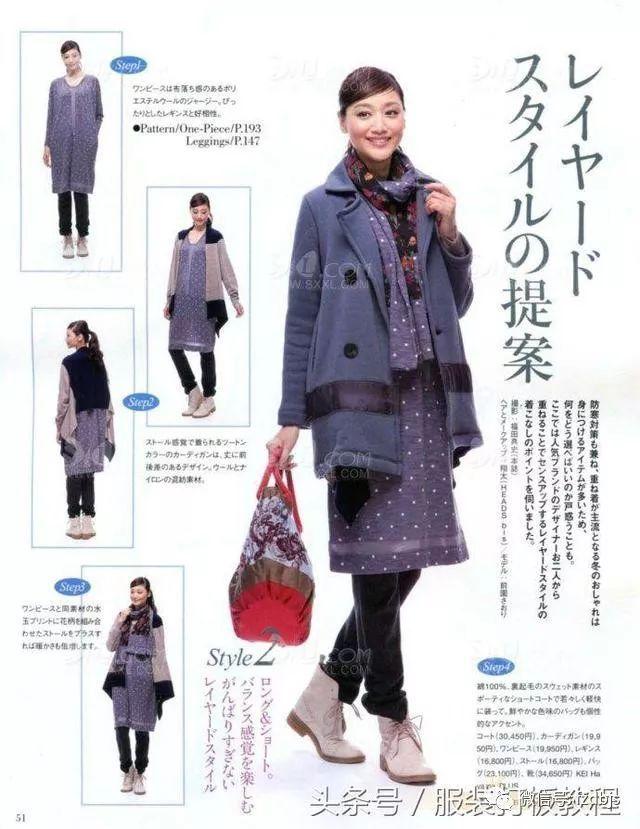 レイヤード
スタイルの提案
防寒対策も兼ね、重ね着が主流となる冬のおしゃれは
身につけるアイテムが多いため、
何をどう選べばいいのか戸惑うことも。
ここでは人気ブランドのデザイナーお二人から
重ねることでセンスアップするレイヤードスタイルの
着こなしのポイントを伺いました。
撮影/福田典史(本誌)
ヘアとメークアップ/翔太(HEADS bis)/モデル/前園さおり
Step1
ワンピースは布落ち感のあるポリ
エステルウールのジャージー。ぴっ
たりとしたレギンスと好相性。
●Pattern/One-Piece/P.193
Leggings/P.147
Step2
ストール感覚で羽れるツートン
カラーのカーディガンは、丈に前
後差のあるデザイン。ウールとナ
イロンの混紡素材。
Step3
ワンピースと同素材の水
玉プリントに花柄を組み合
わせたストールをプラスす
れば暖かさも倍増します。
Style 2
ロング&ショート。
バランス感覚を楽しむ
がんばりすぎない
レイヤードスタイル
Step4
綿100%、裏起毛のスウェット素材のス
ポーティなショートコートで若々しく軽快
に装って。鮮やかな色味のバッグも個性
的なアクセント。
コート(30,450円)、カーディガン(19,9
50円)、ワンピース(19,950円)、レギンス
(16,800円)、ストール(16,800円)、バッ
グ(23,100円)、靴(34,650円) KEI Ha
PLUS
51
头条号/服装打板教程
微信号
SXXL.COM
WWW.SXXL.COM